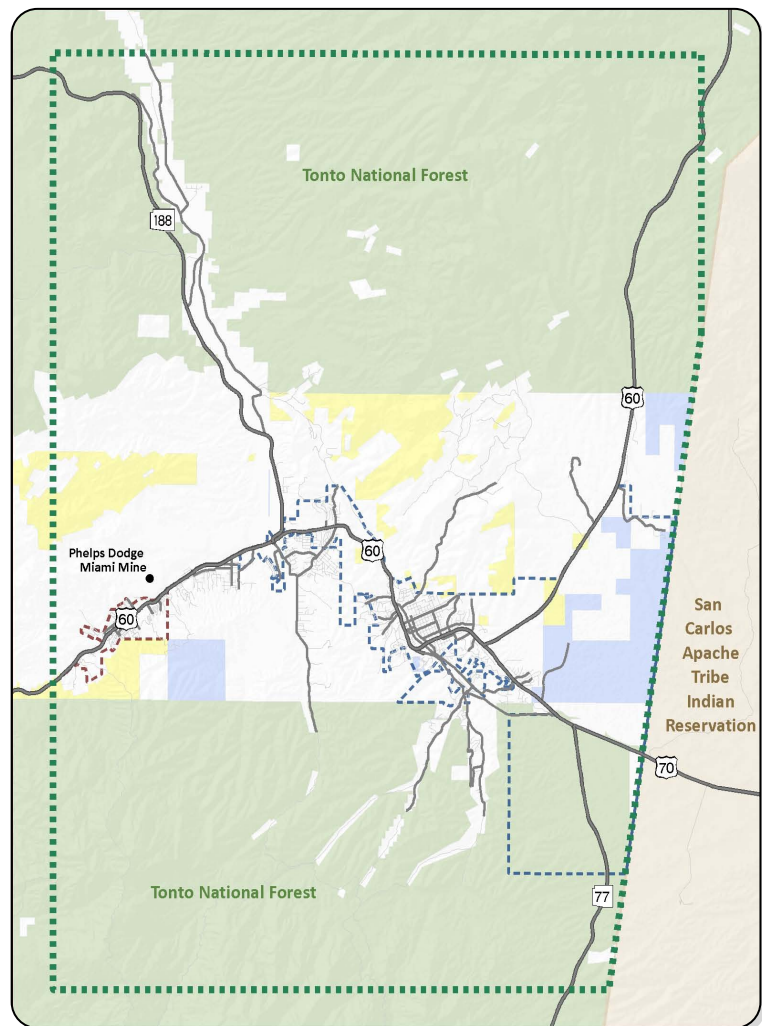 Tonto National Forest
188
60
60
Phelps Dodge
Miami Mine
60
San
Carlos
Apache
Tribe
Indian
Reservation
70
Tonto National Forest
77